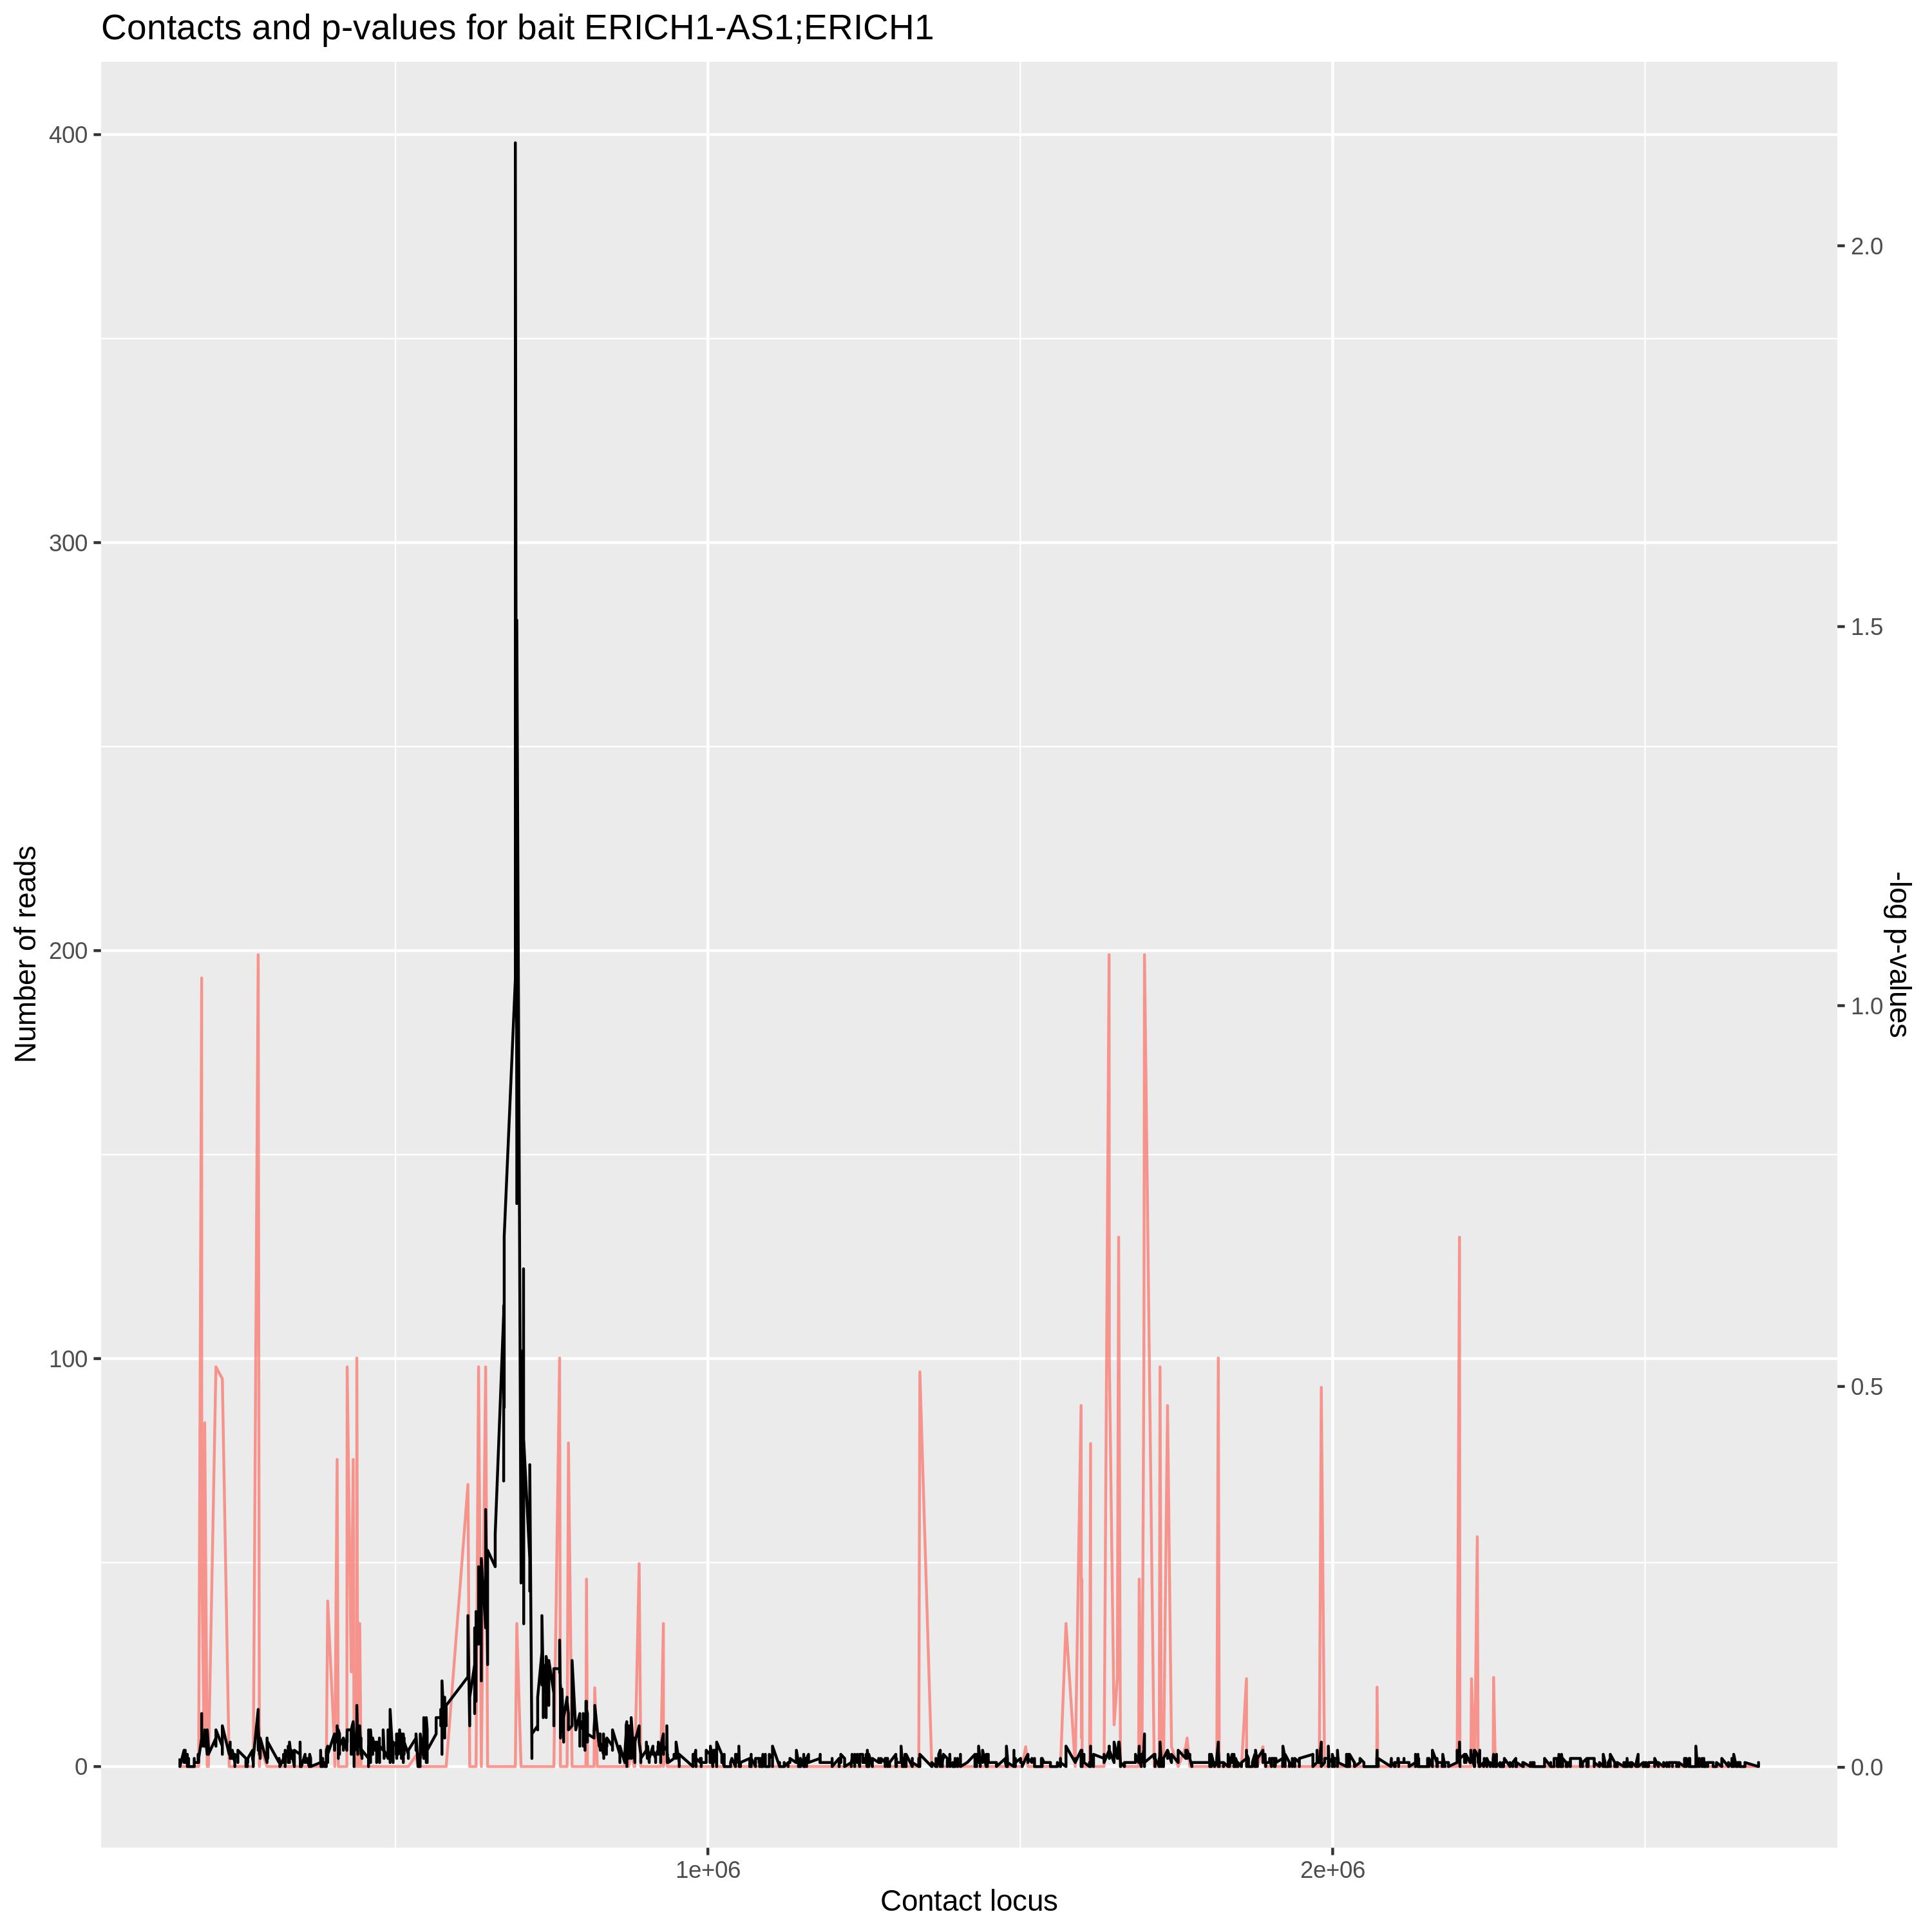 Contacts and p-values for bait ERICH1-AS1;ERICH1
400
300
200
100
0
Number of reads
2.0
1.5
1.0
0.5
0.0
-log p-values
1e+06
2e+06
Contact locus